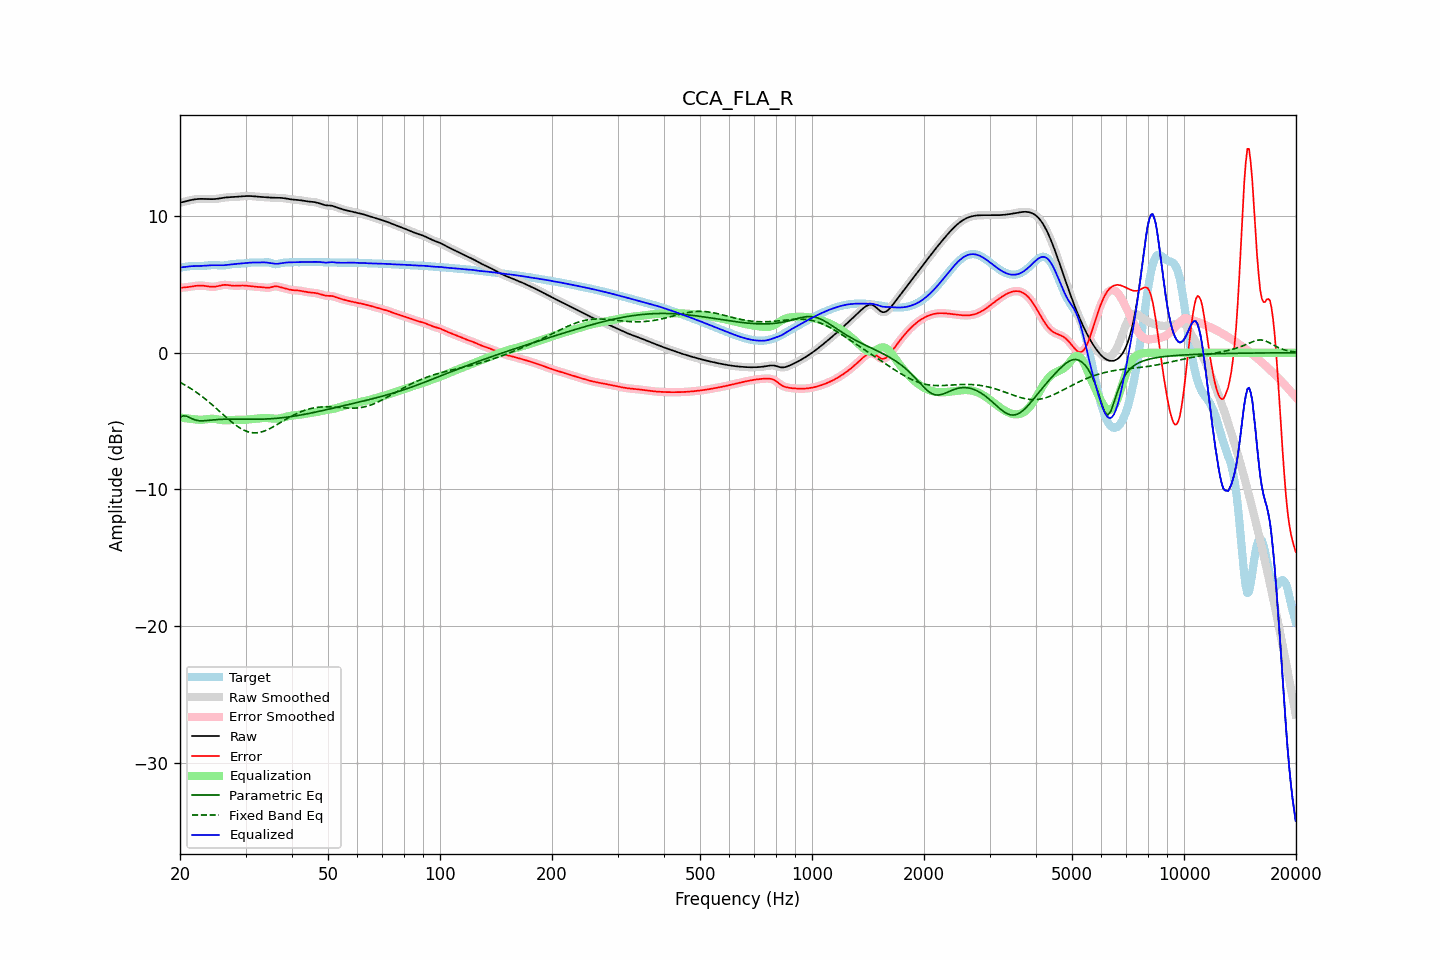 CCA_FLA_R
Amplitude (dBr)
10
0
−10
−20
−30
Target
Raw Smoothed
Error Smoothed
Raw
Error
Equalization
Parametric Eq
Fixed Band Eq
Equalized
20 50 100 200 500 1000 2000 5000 10000 20000
Frequency (Hz)